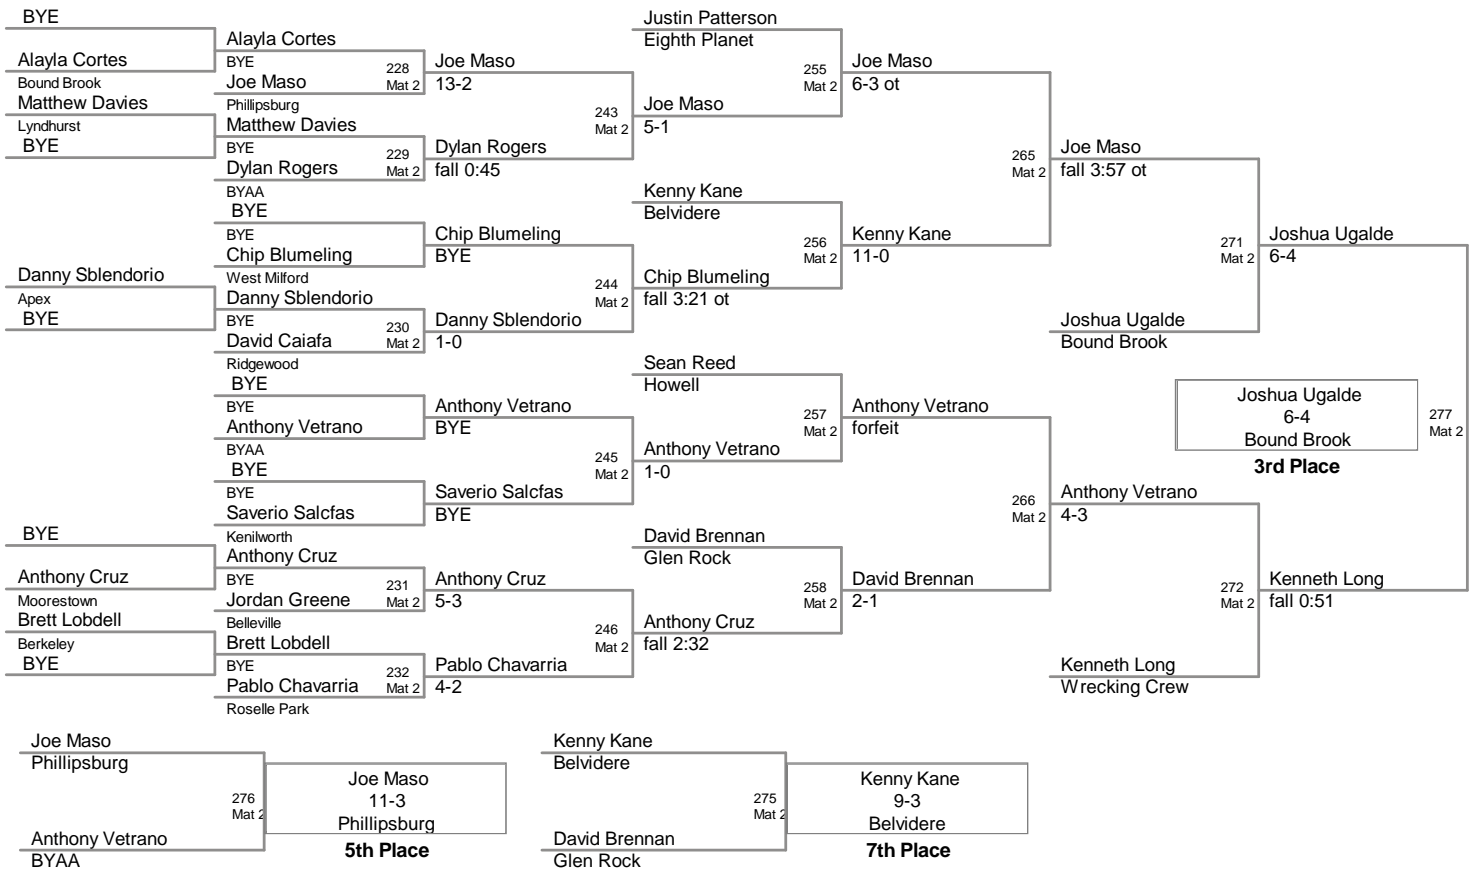 BYE
Alayla Cortes
Bound Brook
Matthew Davies
Lyndhurst
BYE
Danny Sblendorio
Apex
BYE
BYE
Anthony Cruz
Moorestown
Brett Lobdell
Berkeley
BYE
Alayla Cortes
BYE
Joe Maso
Phillipsburg
228
Mat 2
Matthew Davies
BYE
Dylan Rogers
BYAA
229
Mat 2
BYE
BYE
Chip Blumeling
West Milford
Danny Sblendorio
BYE
David Caiafa
Ridgewood
230
Mat 2
BYE
BYE
Anthony Vetrano
BYAA
BYE
BYE
Saverio Salcfas
Kenilworth
Anthony Cruz
BYE
Jordan Greene
Belleville
231
Mat 2
Brett Lobdell
BYE
Pablo Chavarria
Roselle Park
232
Mat 2
Joe Maso
13-2
Dylan Rogers
fall 0:45
243
Mat 2
Chip Blumeling
BYE
Danny Sblendorio
1-0
244
Mat 2
Anthony Vetrano
BYE
Saverio Salcfas
BYE
245
Mat 2
Anthony Cruz
5-3
Pablo Chavarria
4-2
246
Mat 2
Justin Patterson
Eighth Planet
Joe Maso
5-1
255
Mat 2
Kenny Kane
Belvidere
Chip Blumeling
fall 3:21 ot
256
Mat 2
Sean Reed
Howell
Anthony Vetrano
1-0
257
Mat 2
David Brennan
Glen Rock
Anthony Cruz
fall 2:32
258
Mat 2
Joe Maso
6-3 ot
Kenny Kane
11-0
265
Mat 2
Anthony Vetrano
forfeit
David Brennan
2-1
266
Mat 2
Joe Maso
fall 3:57 ot
Joshua Ugalde
Bound Brook
271
Mat 2
Anthony Vetrano
4-3
Kenneth Long
Wrecking Crew
272
Mat 2
Joshua Ugalde
6-4
Kenneth Long
fall 0:51
277
Mat 2
Joshua Ugalde
6-4
Bound Brook
3rd Place
Joe Maso
Phillipsburg
Anthony Vetrano
BYAA
276
Mat 2
Joe Maso
11-3
Phillipsburg
5th Place
Kenny Kane
Belvidere
David Brennan
Glen Rock
275
Mat 2
Kenny Kane
9-3
Belvidere
7th Place